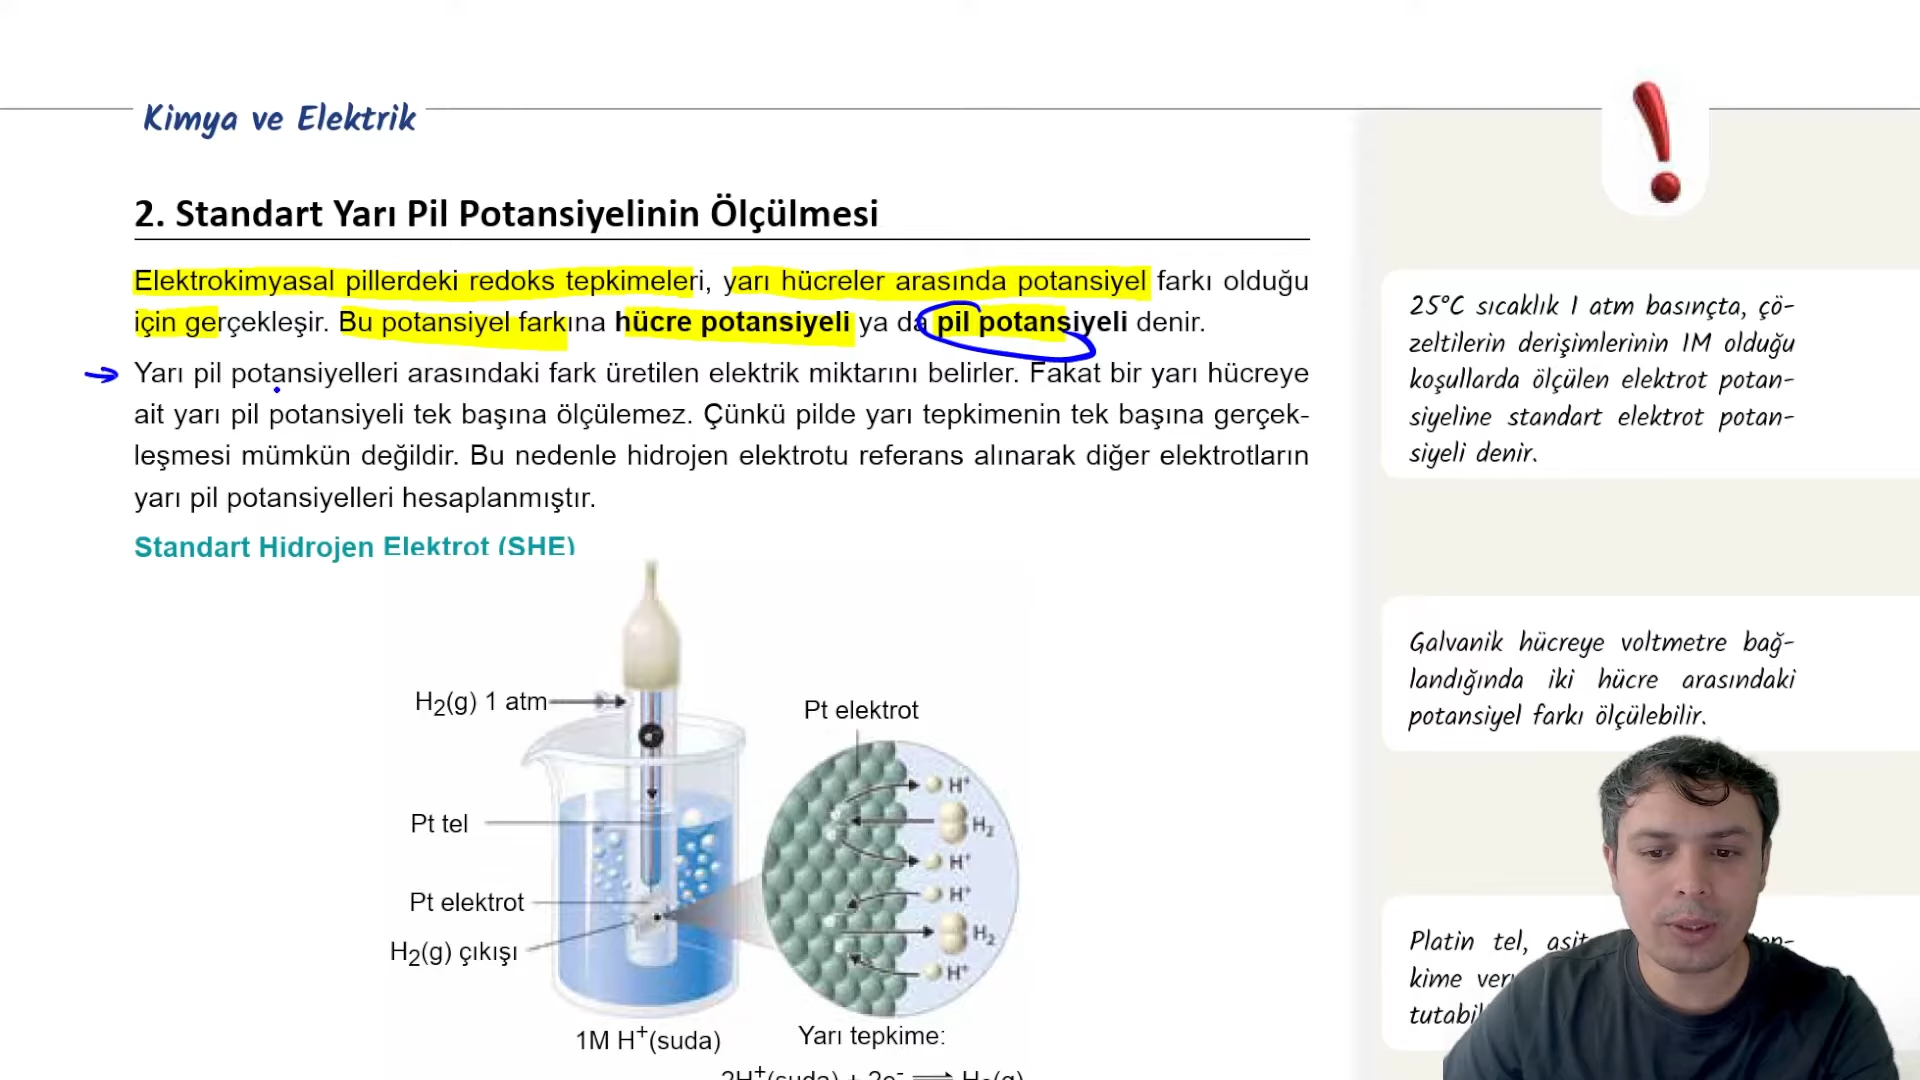 Kimya ve Elektrik
2. Standart Yarı Pil Potansiyelinin Ölçülmesi
Elektrokimyasal pillerdeki redoks tepkimeleri, yarı hücreler arasında potansiyel farkı olduğu
için gerçekleşir. Bu potansiyel farkına hücre potansiyeli ya da pil potansiyeli denir.
Yarı pil potansiyelleri arasındaki fark üretilen elektrik miktarını belirler. Fakat bir yarı hücreye
ait yarı pil potansiyeli tek başına ölçülemez. Çünkü pilde yarı tepkimenin tek başına gerçek-
leşmesi mümkün değildir. Bu nedenle hidrojen elektrotu referans alınarak diğer elektrotların
yarı pil potansiyelleri hesaplanmıştır.
Standart Hidrojen Elektrot (SHE)
H₂(g) 1 atm
Pt tel
Pt elektrot
H₂(g) çıkışı
1M H⁺(suda)
Pt elektrot
H⁺
H₂
H⁺
H⁺
H₂
H⁺
Yarı tepkime:
2H⁺(suda) + 2e⁻ ⇌ H₂(g)
25°C sıcaklık 1 atm basınçta, çö-
zeltilerin derişimlerinin 1M olduğu
koşullarda ölçülen elektrot potan-
siyeline standart elektrot potan-
siyeli denir.
Galvanik hücreye voltmetre bağ-
landığında iki hücre arasındaki
potansiyel farkı ölçülebilir.
Platin tel,
kime